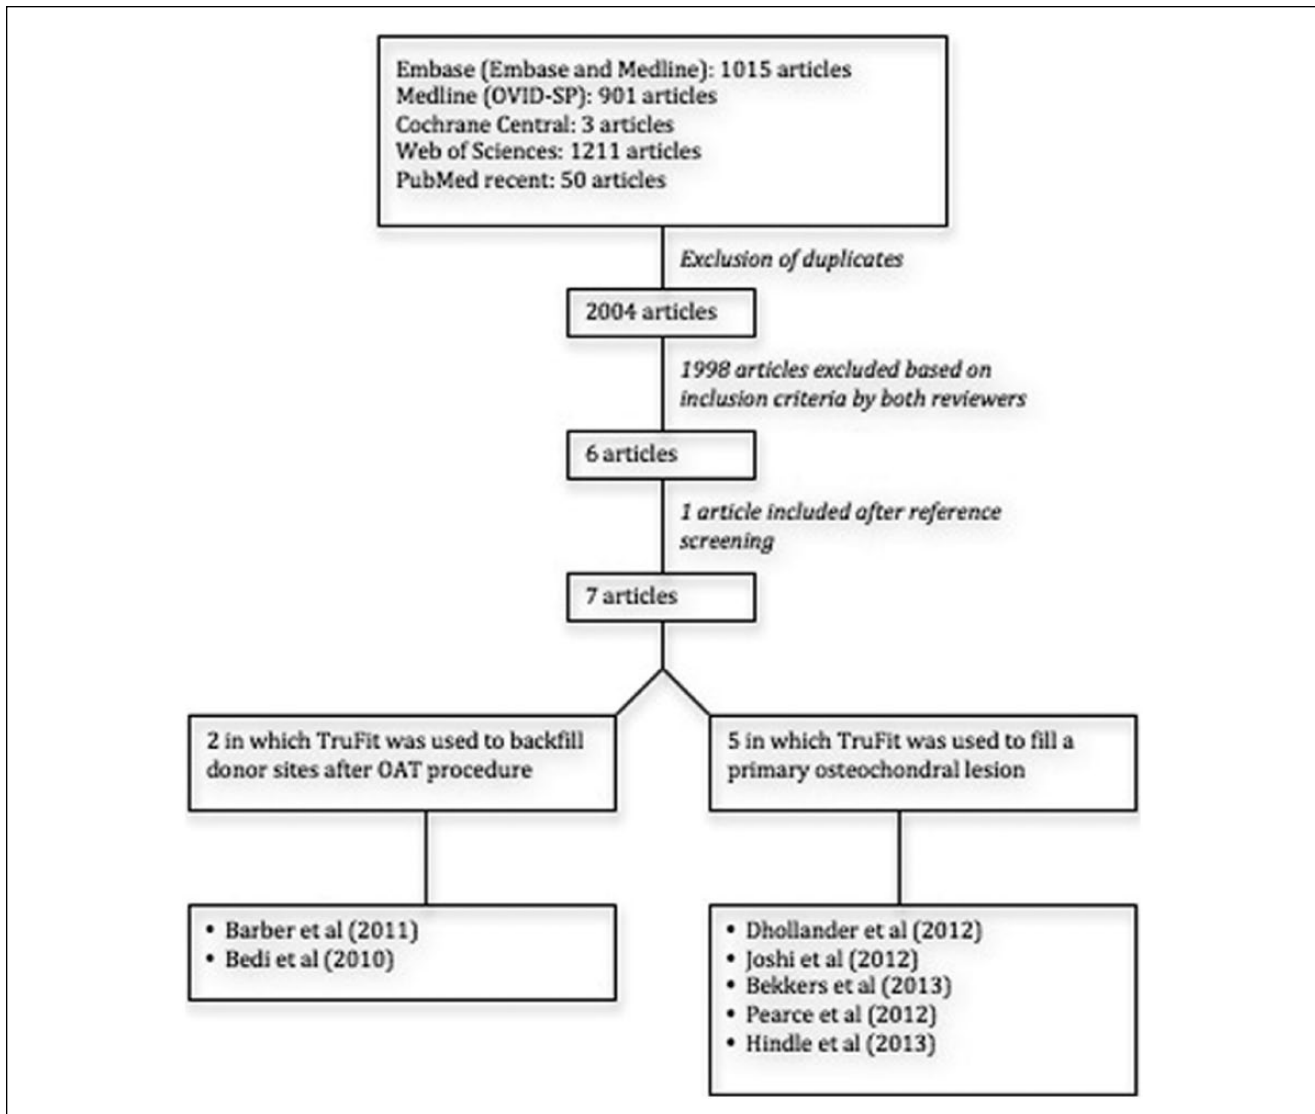 Embase (Embase and Medline): 1015 articles
Medline (OVID-SP): 901 articles
Cochrane Central: 3 articles
Web of Sciences: 1211 articles
PubMed recent: 50 articles
Exclusion of duplicates
2004 articles
1998 articles excluded based on
inclusion criteria by both reviewers
6 articles
1 article included after reference
screening
7 articles
2 in which TruFit was used to backfill
donor sites after OAT procedure
5 in which TruFit was used to fill a
primary osteochondral lesion
• Barber et al (2011)
• Bedi et al (2010)
• Dhollander et al (2012)
• Joshi et al (2012)
• Bekkers et al (2013)
• Pearce et al (2012)
• Hindle et al (2013)